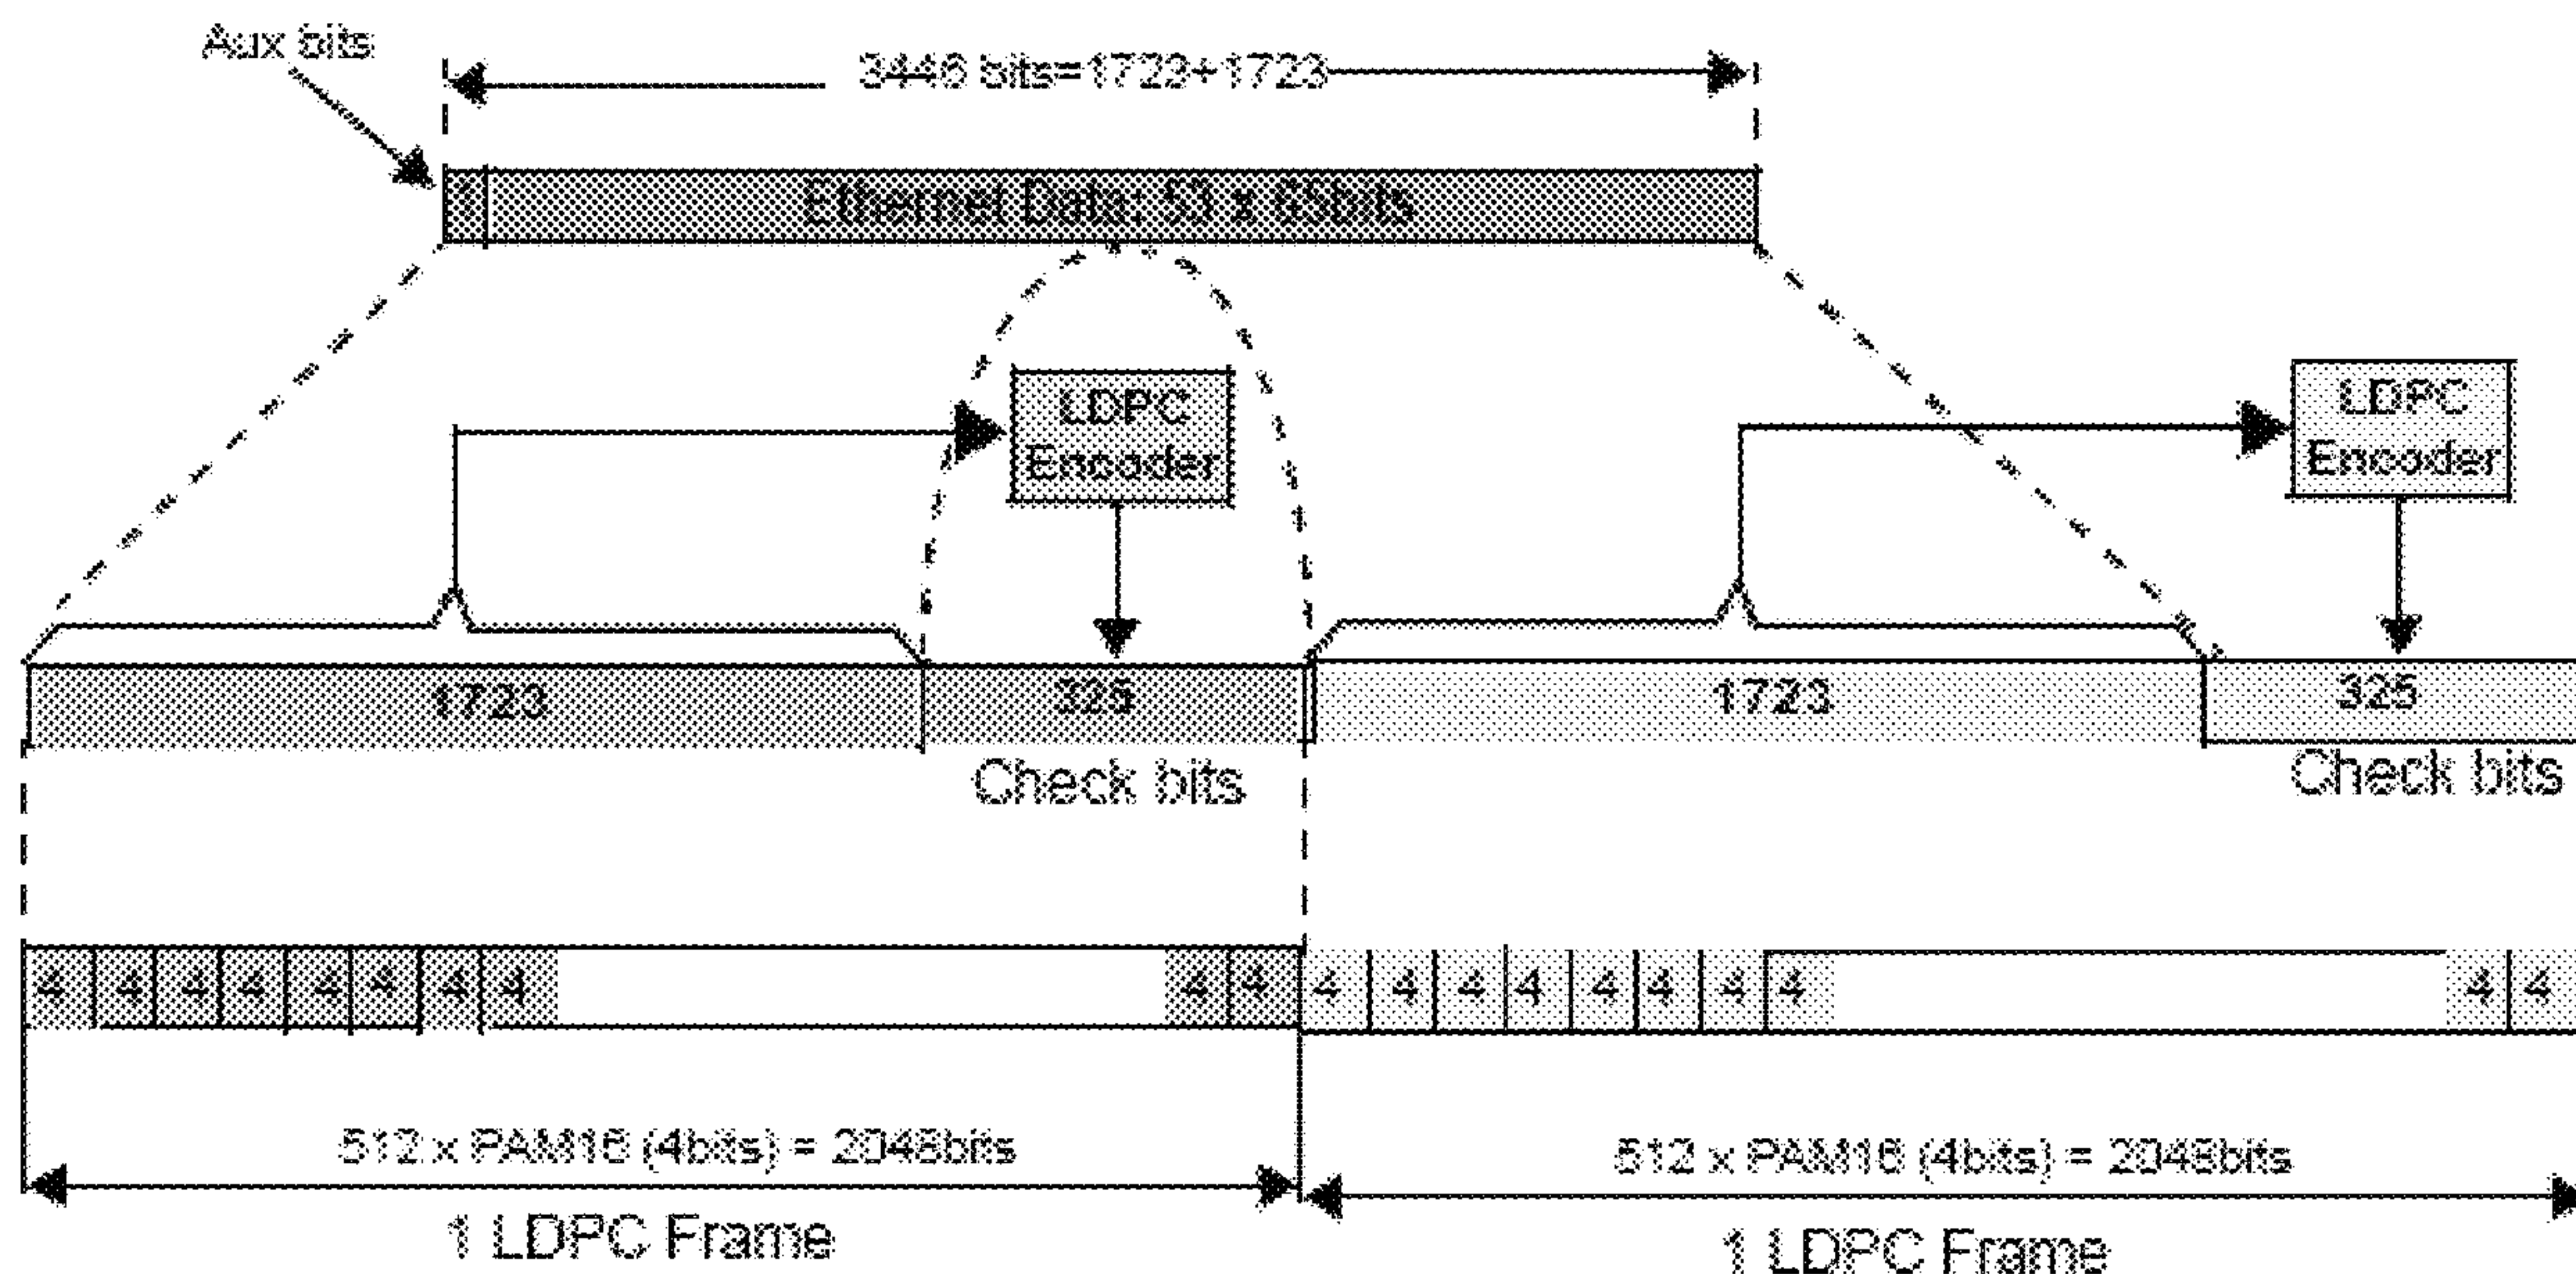 Aux bits
3446 bits=1723+1723
Ethernet Data: 53 x 65bits
LDPC
Encoder
LDPC
Encoder
1723
325
1723
325
Check bits
Check bits
4 4 4 4 4 4 4 4 4 4 4 4 4 4 4 4 4 4 4 4
512 x PAM16 (4bits) = 2048bits
512 x PAM16 (4bits) = 2048bits
1 LDPC Frame
1 LDPC Frame